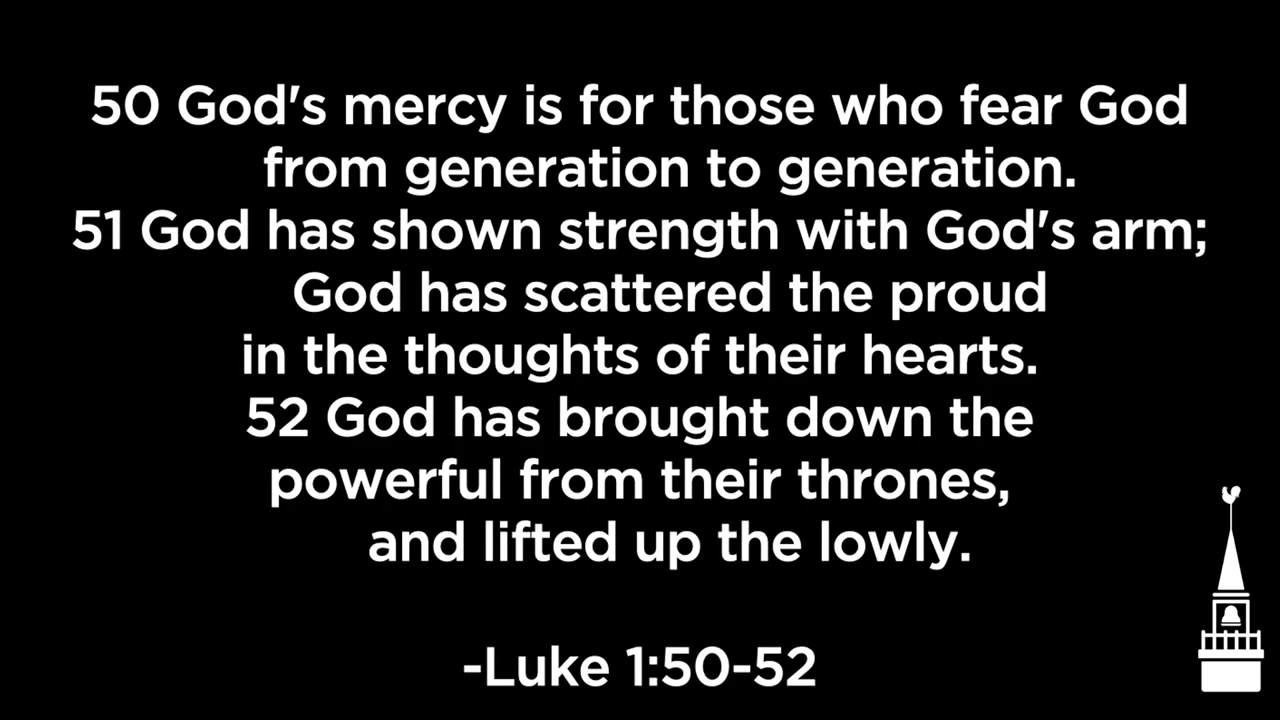 50 God's mercy is for those who fear God
from generation to generation.
51 God has shown strength with God's arm;
God has scattered the proud
in the thoughts of their hearts.
52 God has brought down the
powerful from their thrones,
and lifted up the lowly.
-Luke 1:50-52